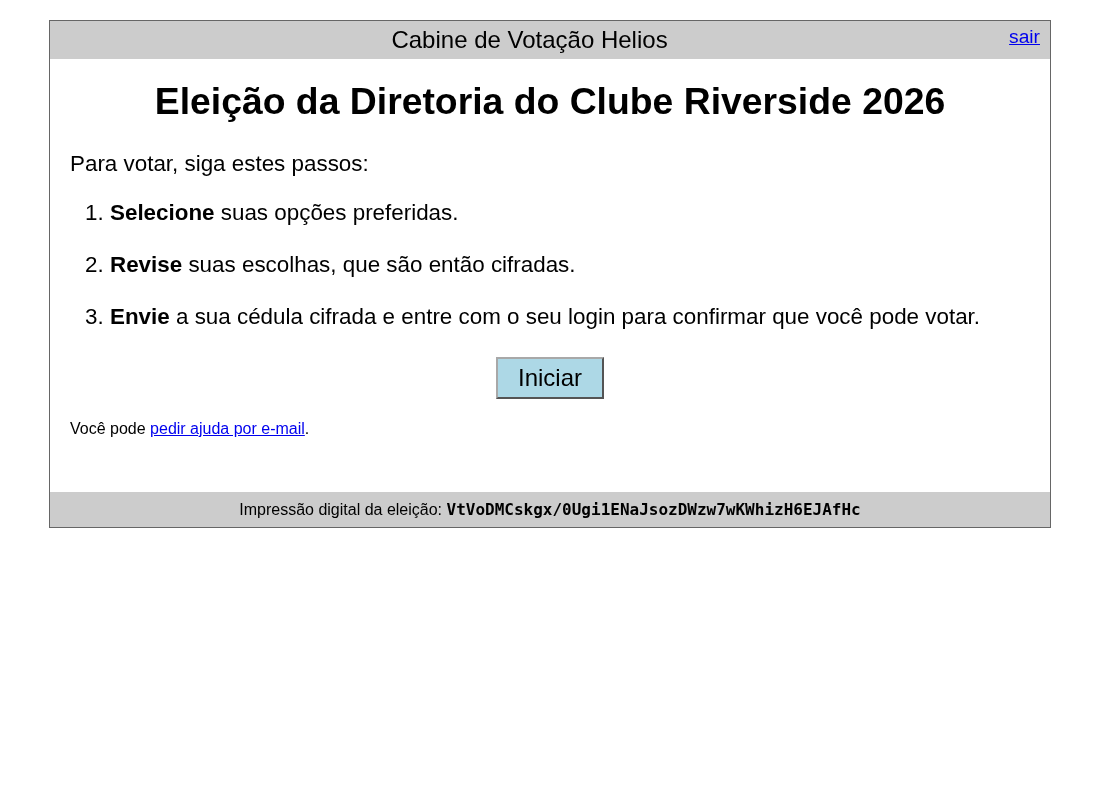 Cabine de Votação Helios
sair
Eleição da Diretoria do Clube Riverside 2026
Para votar, siga estes passos:
1. Selecione suas opções preferidas.
2. Revise suas escolhas, que são então cifradas.
3. Envie a sua cédula cifrada e entre com o seu login para confirmar que você pode votar.
Iniciar
Você pode pedir ajuda por e-mail.
Impressão digital da eleição: VtVoDMCskgx/0Ugi1ENaJsozDWzw7wKWhizH6EJAfHc